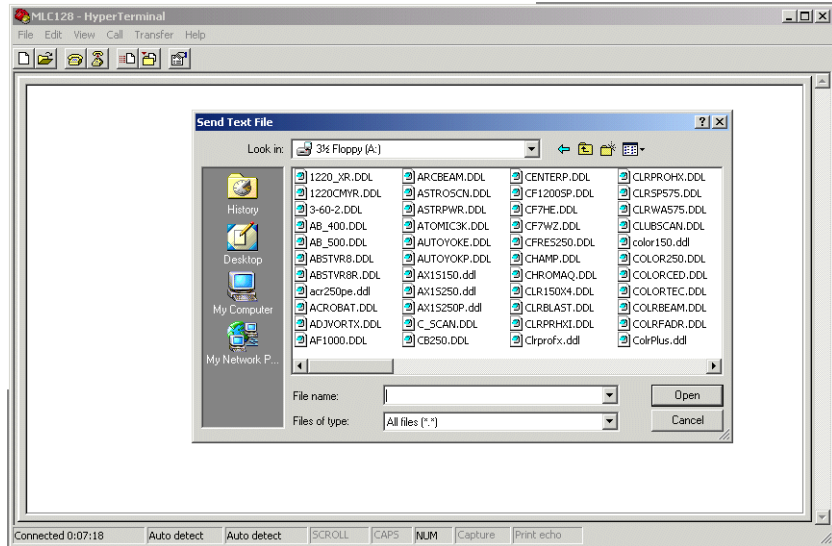 MLC128 - HyperTerminal
File Edit View Call Transfer Help
Send Text File
Look in: 3½ Floppy (A:)
History
Desktop
My Computer
My Network P...
1220_XR.DDL ARCBEAM.DDL CENTERP.DDL CLRPROHX.DDL
1220CMYR.DDL ASTROSCN.DDL CF1200SP.DDL CLRSP575.DDL
3-60-2.DDL ASTRPWR.DDL CF7HE.DDL CLRWA575.DDL
AB_400.DDL ATOMIC3K.DDL CF7WZ.DDL CLUBSCAN.DDL
AB_500.DDL AUTOYOKE.DDL CFRES250.DDL color150.ddl
ABSTVR8.DDL AUTOYOKP.DDL CHAMP.DDL COLOR250.DDL
ABSTVR8R.DDL AX1S150.ddl CHROMAQ.DDL COLORCED.DDL
acr250pe.ddl AX1S250.ddl CLR150X4.DDL COLORTEC.DDL
ACROBAT.DDL AX1S250P.ddl CLRBLAST.DDL COLRBEAM.DDL
ADJVORTX.DDL C_SCAN.DDL CLRPRHXI.DDL COLRFADR.DDL
AF1000.DDL CB250.DDL Clrprofx.ddl ColrPlus.ddl
File name: Open
Files of type: All files (*.*) Cancel
Connected 0:07:18 Auto detect Auto detect SCROLL CAPS NUM Capture Print echo